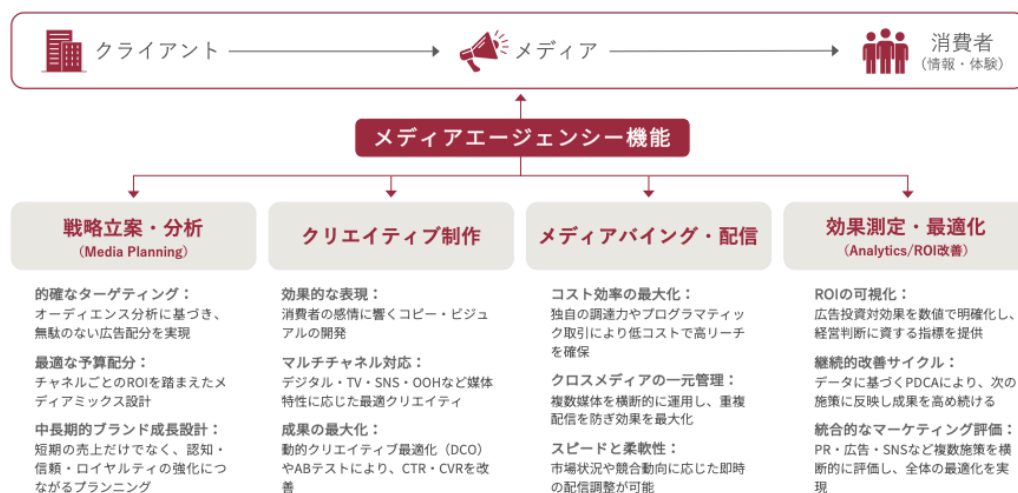 クライアント
メディア
消費者
（情報・体験）
メディアエージェンシー機能
戦略立案・分析
（Media Planning）
的確なターゲティング：
オーディエンス分析に基づき、
無駄のない広告配分を実現
最適な予算配分：
チャネルごとのROIを踏まえたメ
ディアミックス設計
中長期的ブランド成長設計：
短期の売上だけでなく、認知・
信頼・ロイヤルティの強化につ
ながるプランニング
クリエイティブ制作
効果的な表現：
消費者の感情に響くコピー・ビジュ
アルの開発
マルチチャネル対応：
デジタル・TV・SNS・OOHなど媒体
特性に応じた最適クリエイティ
成果の最大化：
動的クリエイティブ最適化（DCO）
やABテストにより、CTR・CVRを改
善
メディアバイング・配信
コスト効率の最大化：
独自の調達力やプログラマティッ
ク取引により低コストで高リーチ
を確保
クロスメディアの一元管理：
複数媒体を横断的に運用し、重複
配信を防ぎ効果を最大化
スピードと柔軟性：
市場状況や競合動向に応じた即時
の配信調整が可能
効果測定・最適化
（Analytics/ROI改善）
ROIの可視化：
広告投資対効果を数値で明確化し、
経営判断に資する指標を提供
継続的改善サイクル：
データに基づくPDCAにより、次の
施策に反映し成果を高め続ける
統合的なマーケティング評価：
PR・広告・SNSなど複数施策を横
断的に評価し、全体の最適化を実
現